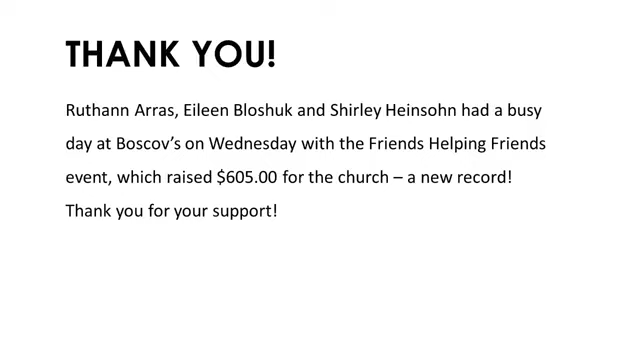 THANK YOU!
Ruthann Arras, Eileen Bloshuk and Shirley Heinsohn had a busy
day at Boscov’s on Wednesday with the Friends Helping Friends
event, which raised $605.00 for the church – a new record!
Thank you for your support!